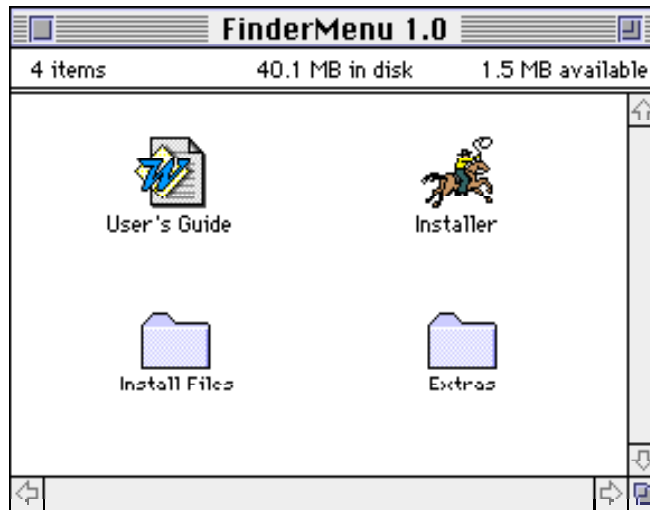 FinderMenu 1.0
4 items 40.1 MB in disk 1.5 MB available
User's Guide Installer
Install Files Extras